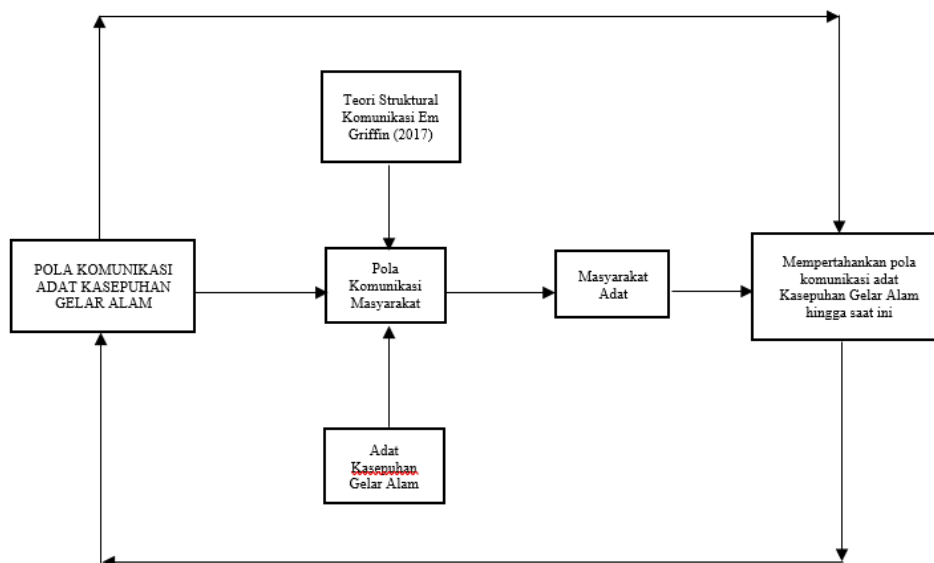 Teori Struktural
Komunikasi Em
Griffin (2017)
POLA KOMUNIKASI
ADAT KASEPUHAN
GELAR ALAM
Pola
Komunikasi
Masyarakat
Masyarakat
Adat
Mempertahankan pola
komunikasi adat
Kasepuhan Gelar Alam
hingga saat ini
Adat
Kasepuhan
Gelar Alam